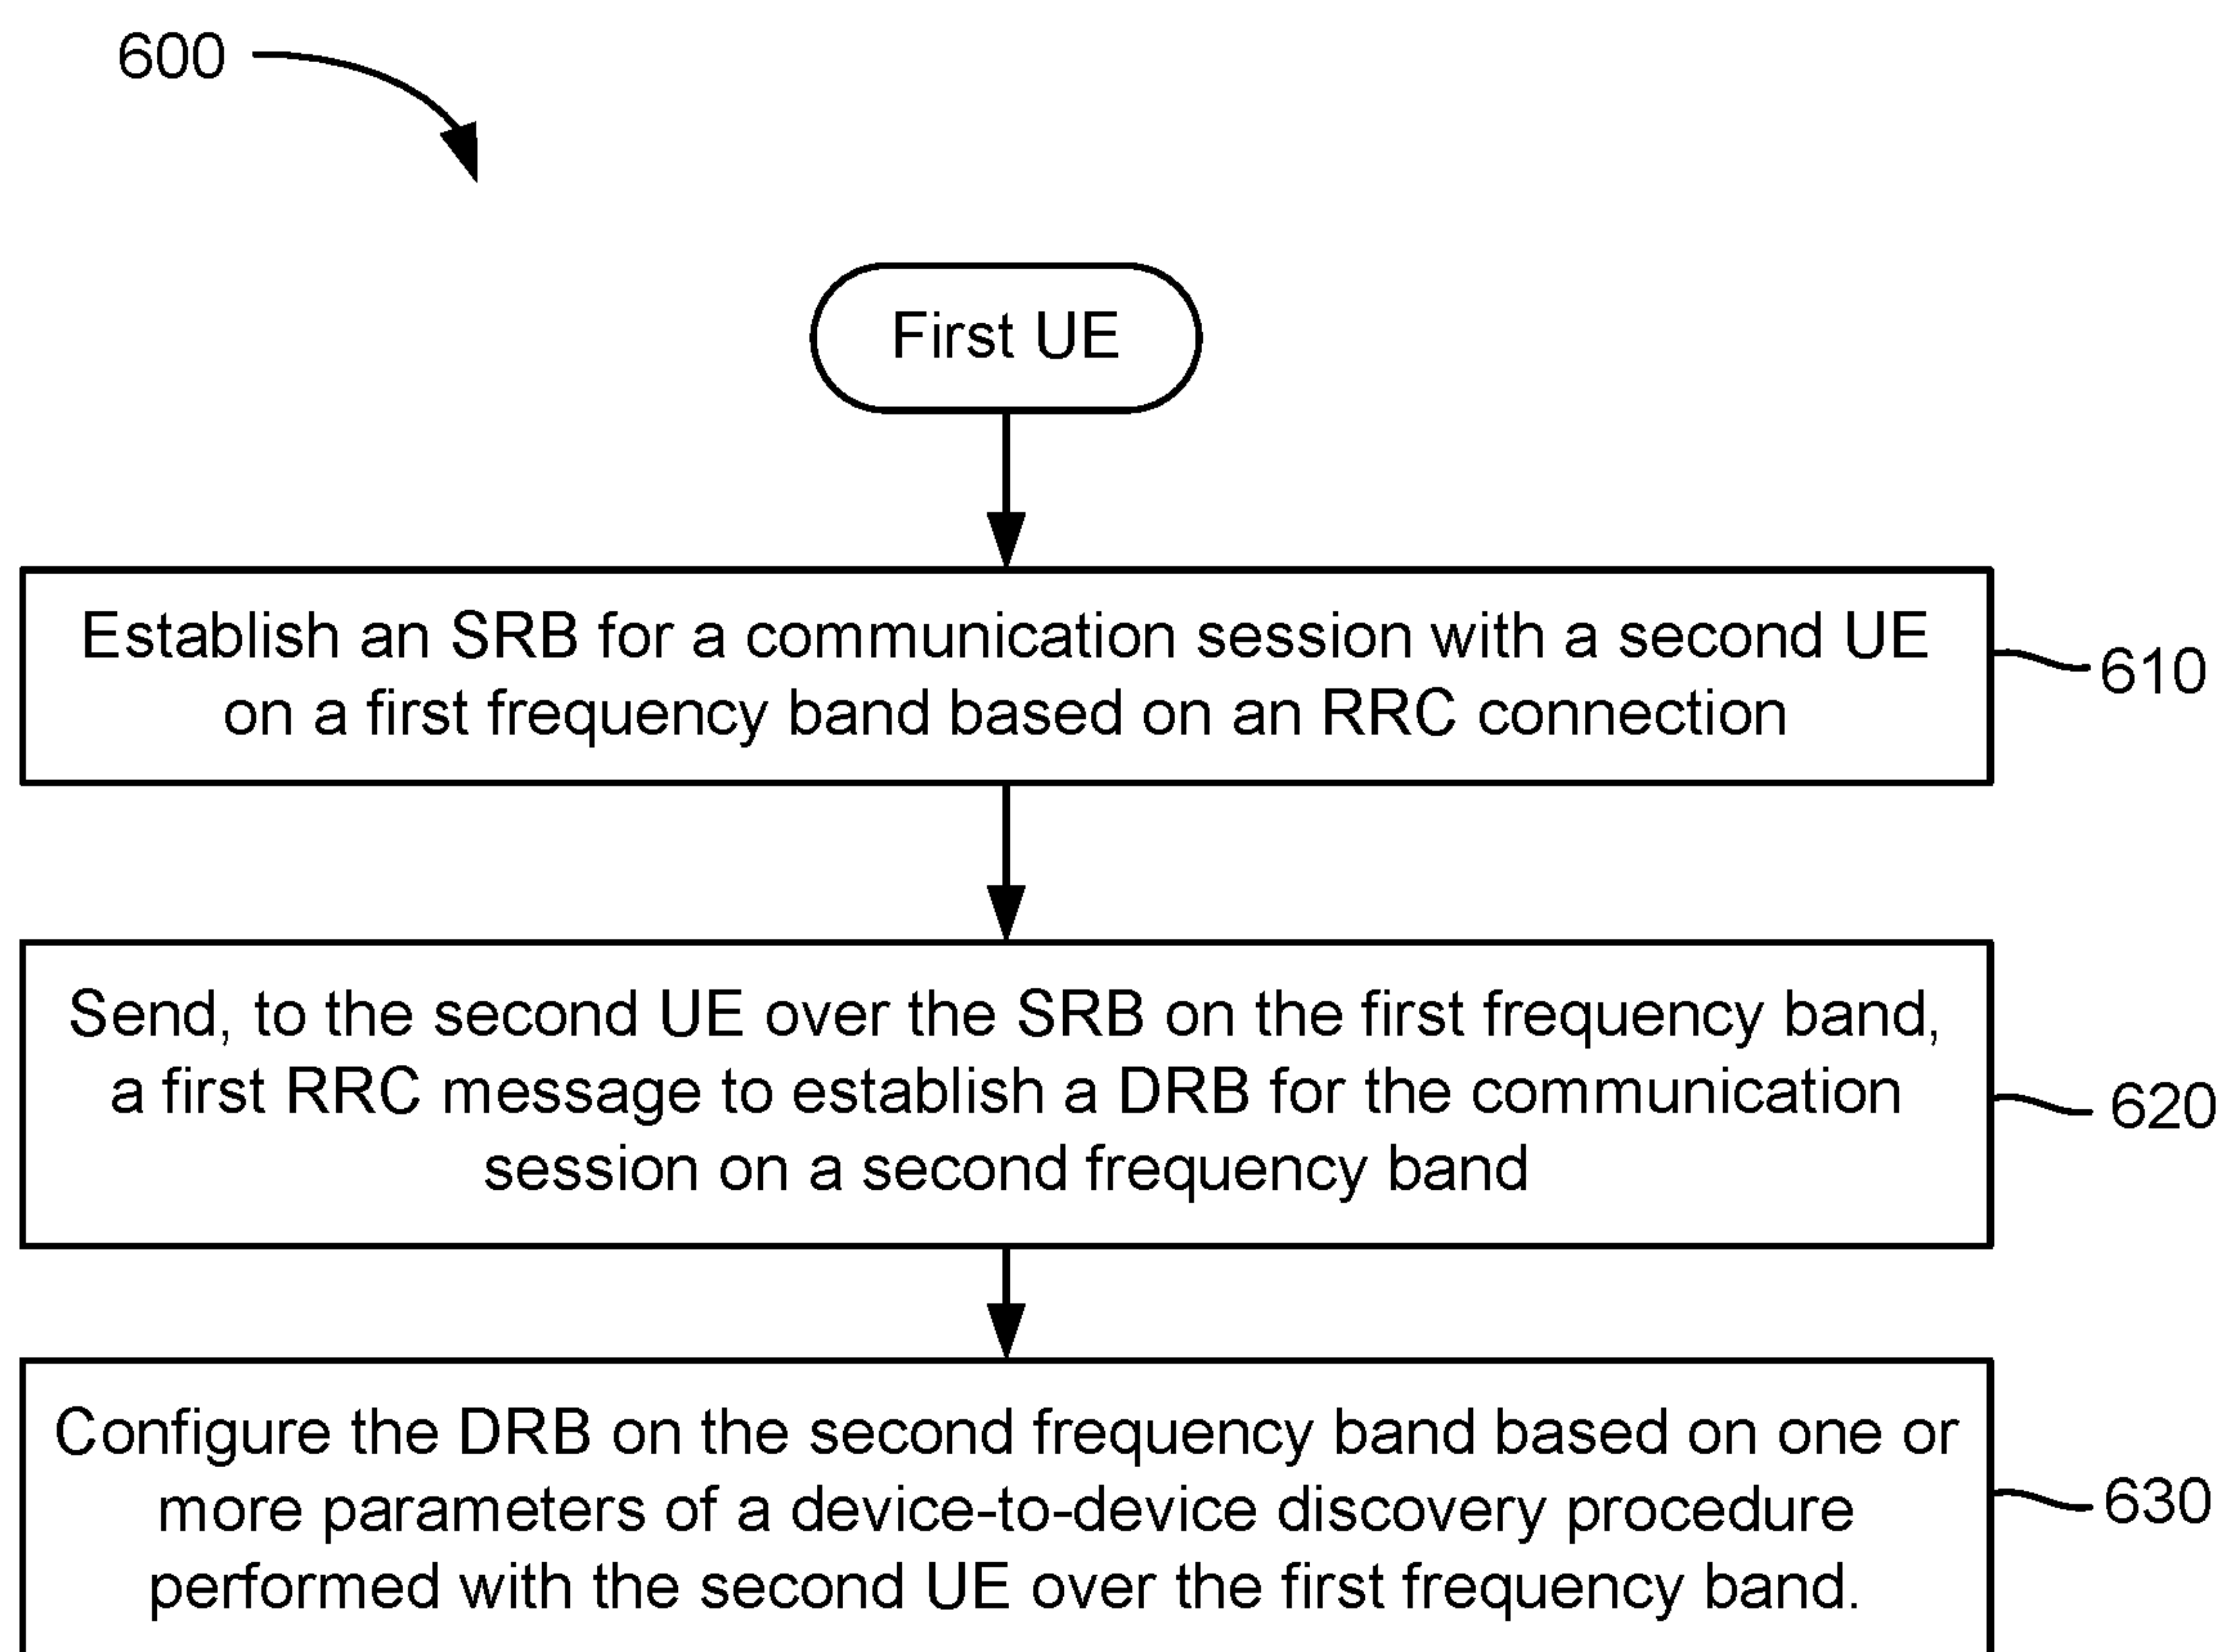 600
First UE
Establish an SRB for a communication session with a second UE
on a first frequency band based on an RRC connection
610
Send, to the second UE over the SRB on the first frequency band,
a first RRC message to establish a DRB for the communication
session on a second frequency band
620
Configure the DRB on the second frequency band based on one or
more parameters of a device-to-device discovery procedure
performed with the second UE over the first frequency band.
630